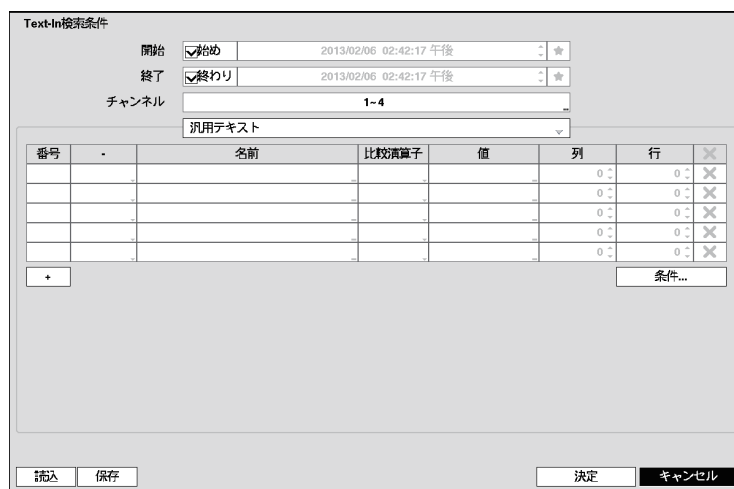 Text-In検索条件
開始 始め 2013/02/06 02:42:17 午後
終了 終わり 2013/02/06 02:42:17 午後
チャンネル 1~4 ...
汎用テキスト
番号 - 名前 比較演算子 値 列 行
0 0
0 0
0 0
0 0
0 0
+ 条件...
読込 保存 決定 キャンセル